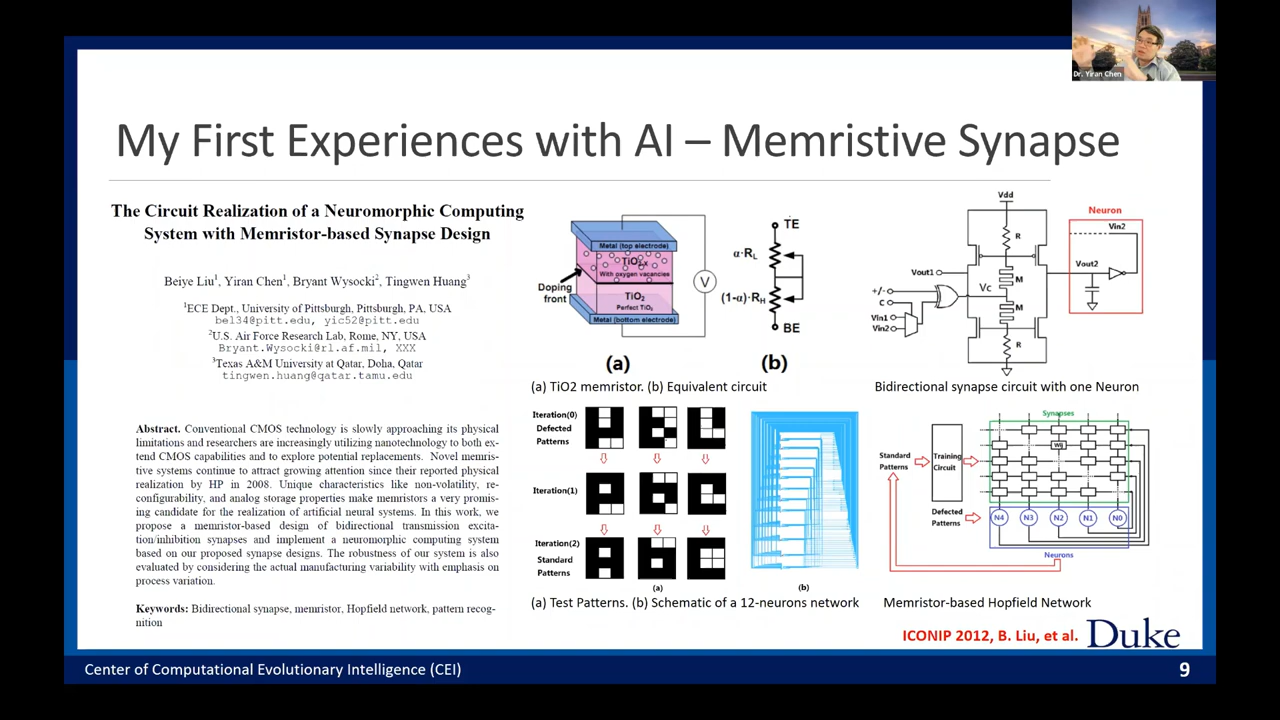 Dr. Yiran Chen
My First Experiences with AI – Memristive Synapse
The Circuit Realization of a Neuromorphic Computing
System with Memristor-based Synapse Design
Beiye Liu1, Yiran Chen1, Bryant Wysocki2, Tingwen Huang3
1ECE Dept., University of Pittsburgh, Pittsburgh, PA, USA
bel34@pitt.edu, yic52@pitt.edu
2U.S. Air Force Research Lab, Rome, NY, USA
Bryant.Wysocki@rl.af.mil, XXX
3Texas A&M University at Qatar, Doha, Qatar
tingwen.huang@qatar.tamu.edu
Abstract. Conventional CMOS technology is slowly approaching its physical
limitations and researchers are increasingly utilizing nanotechnology to both ex-
tend CMOS capabilities and to explore potential replacements. Novel memris-
tive systems continue to attract growing attention since their reported physical
realization by HP in 2008. Unique characteristics like non-volatility, re-
configurability, and analog storage properties make memristors a very promis-
ing candidate for the realization of artificial neural systems. In this work, we
propose a memristor-based design of bidirectional transmission excita-
tion/inhibition synapses and implement a neuromorphic computing system
based on our proposed synapse designs. The robustness of our system is also
evaluated by considering the actual manufacturing variability with emphasis on
process variation.
Keywords: Bidirectional synapse, memristor, Hopfield network, pattern recog-
nition
Metal (top electrode)
TiO2-x
With oxygen vacancies
Doping
front
TiO2
Perfect TiO2
Metal (bottom electrode)
V
(a)
TE
α·RL
(1-α)·RH
BE
(b)
(a) TiO2 memristor. (b) Equivalent circuit
Vdd
R
M
Vout1
Vc
+/-
C
Vin1
Vin2
M
R
Neuron
Vin2
Vout2
Bidirectional synapse circuit with one Neuron
Iteration(0)
Defected
Patterns
Iteration(1)
Iteration(2)
Standard
Patterns
(a)
(b)
(a) Test Patterns. (b) Schematic of a 12-neurons network
Synapses
Standard
Patterns
Training
Circuit
Wij
Defected
Patterns
N4 N3 N2 N1 N0
Neurons
Memristor-based Hopfield Network
ICONIP 2012, B. Liu, et al.
Duke
Center of Computational Evolutionary Intelligence (CEI)
9